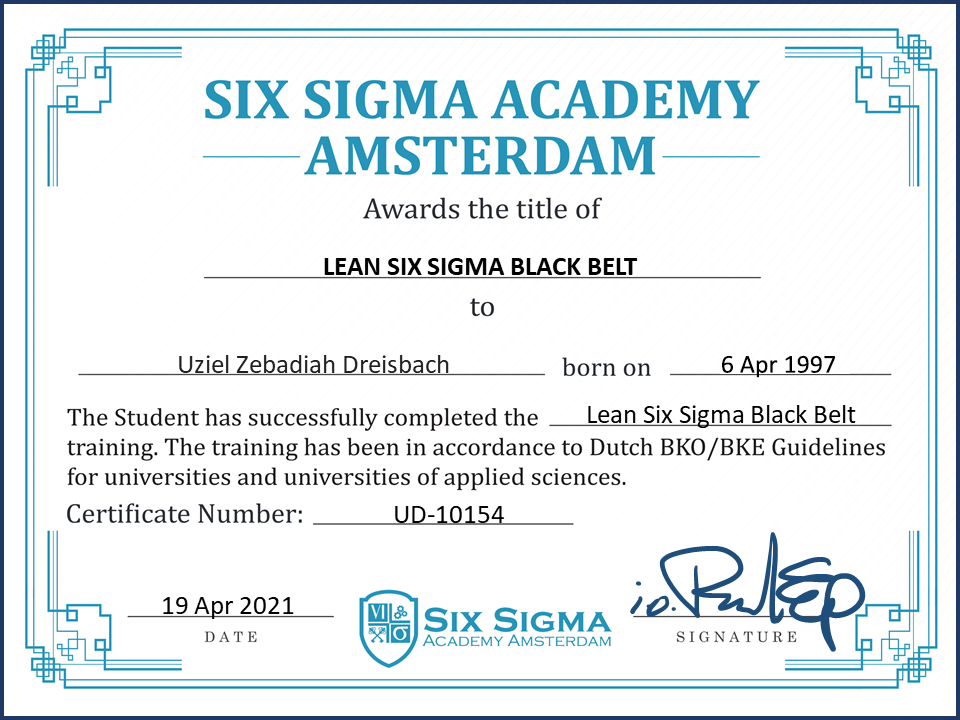 SIX SIGMA ACADEMY
AMSTERDAM
Awards the title of
LEAN SIX SIGMA BLACK BELT
to
Uziel Zebadiah Dreisbach born on 6 Apr 1997
The Student has successfully completed the Lean Six Sigma Black Belt
training. The training has been in accordance to Dutch BKO/BKE Guidelines
for universities and universities of applied sciences.
Certificate Number: UD-10154
19 Apr 2021
DATE
VI
SIX SIGMA
ACADEMY AMSTERDAM
SIGNATURE